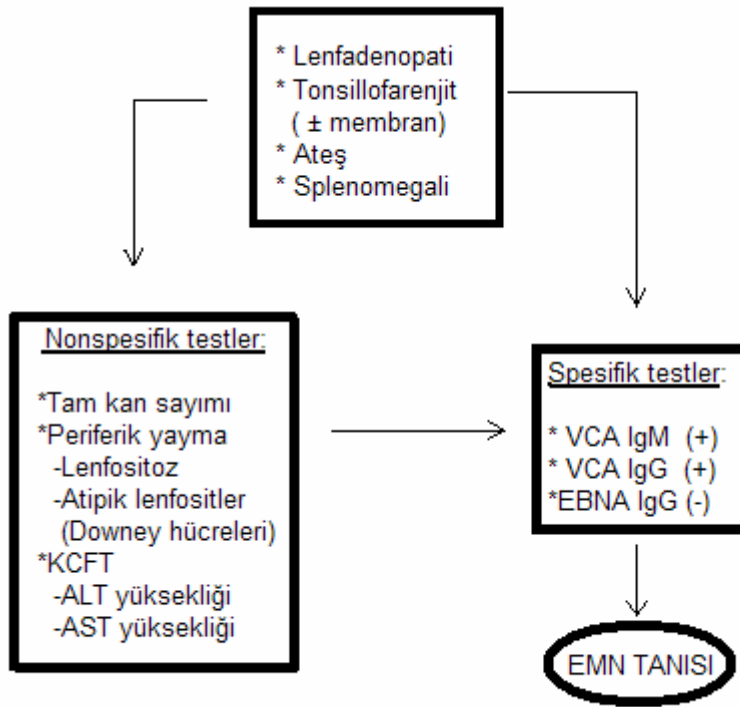 * Lenfadenopati
* Tonsillofarenjit
( ± membran)
* Ateş
* Splenomegali
Nonspesifik testler:
*Tam kan sayımı
*Periferik yayma
-Lenfositoz
-Atipik lenfositler
(Downey hücreleri)
*KCFT
-ALT yüksekliği
-AST yüksekliği
Spesifik testler:
* VCA IgM (+)
* VCA IgG (+)
*EBNA IgG (-)
EMN TANISI